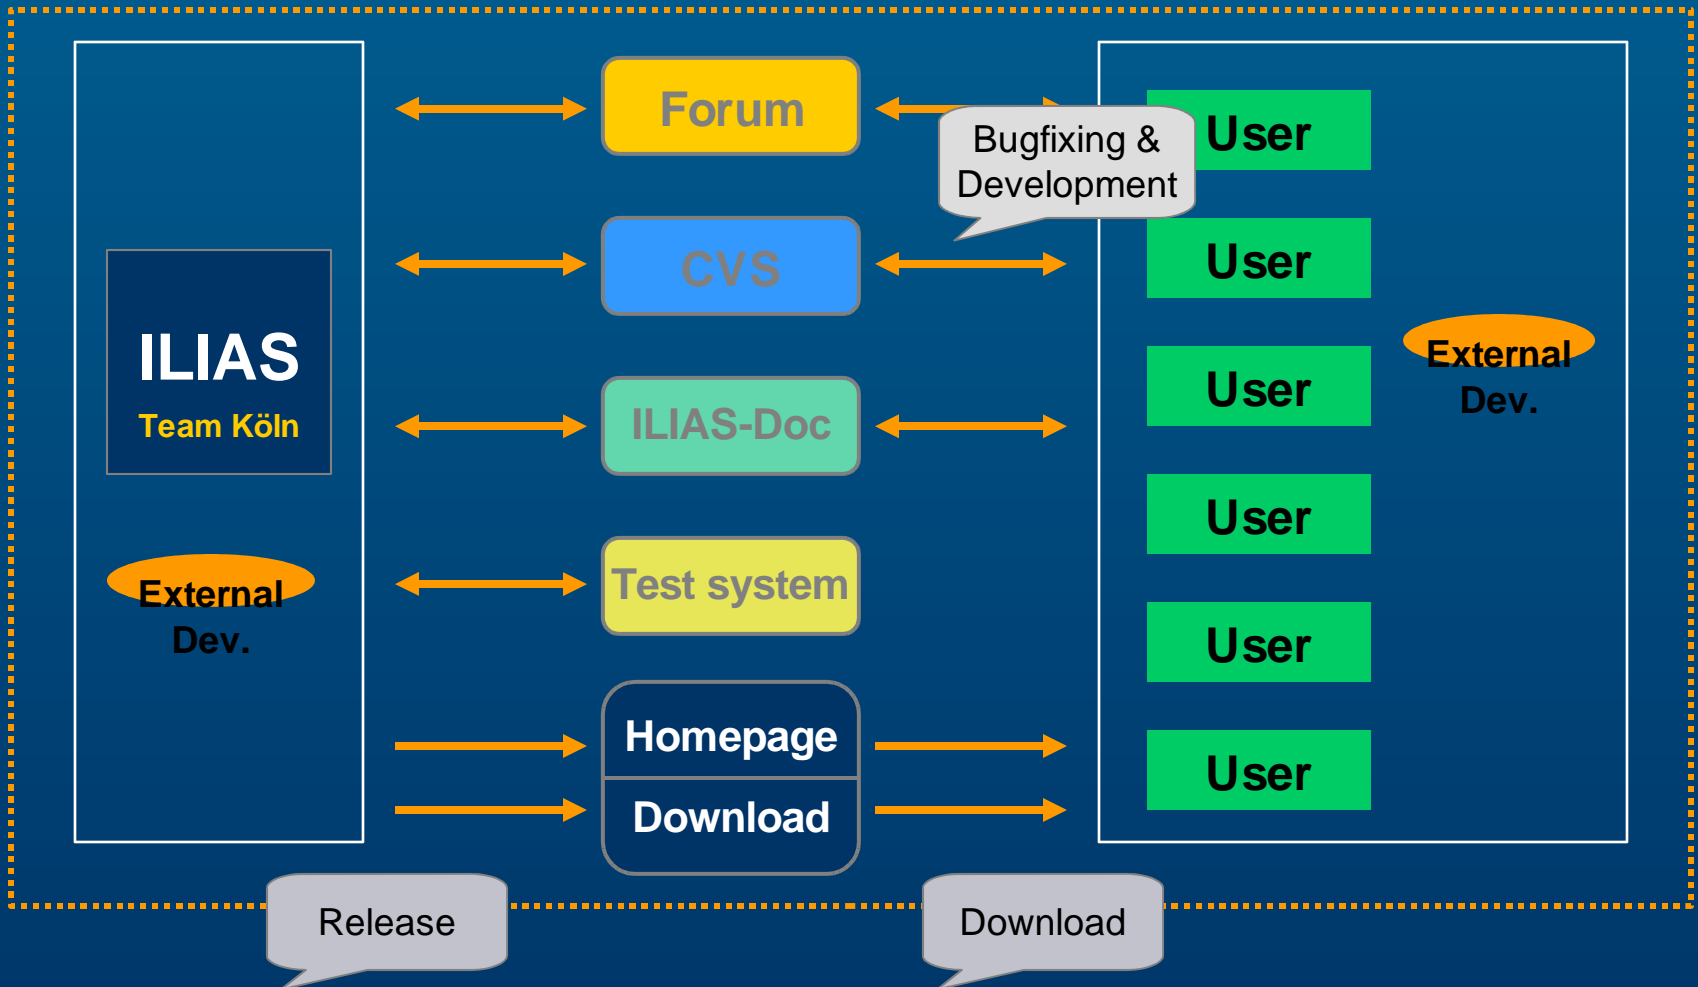 Forum
Bugfixing &
Development
User
CVS
User
ILIAS
Team Köln
ILIAS-Doc
User
External
Dev.
User
Test system
External
Dev.
User
Homepage
Download
User
Release
Download